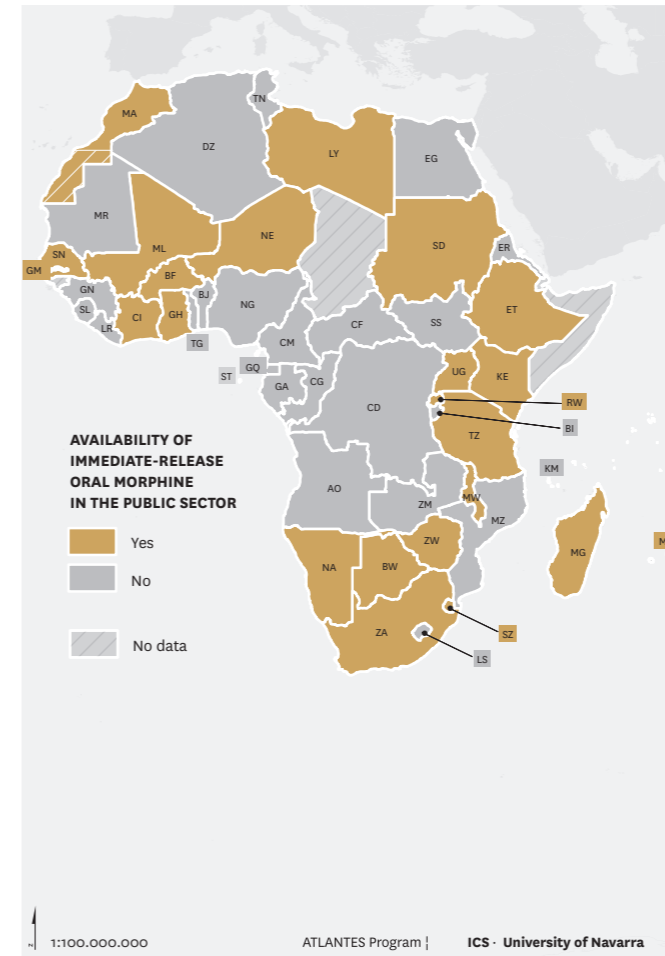 MA
TN
DZ
LY
EG
MR
ML
NE
SD
ER
SN
GM
BF
GN
BJ
NG
ET
SL
CI
GH
LR
TG
CM
CF
SS
GQ
ST
GA
CG
UG
KE
CD
RW
BI
TZ
KM
AVAILABILITY OF
IMMEDIATE-RELEASE
ORAL MORPHINE
IN THE PUBLIC SECTOR
Yes
No
No data
AO
ZM
MW
MZ
ZW
MG
M
NA
BW
ZA
SZ
LS
N
1:100.000.000
ATLANTES Program ¦ ICS · University of Navarra